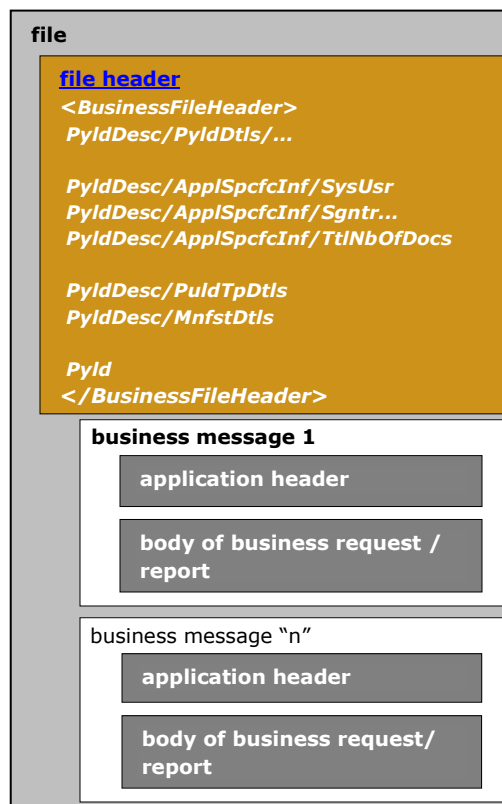 file
file header
<BusinessFileHeader>
PyldDesc/PyldDtls/...
PyldDesc/ApplSpcfcInf/SysUsr
PyldDesc/ApplSpcfcInf/Sgntr...
PyldDesc/ApplSpcfcInf/TtlNbOfDocs
PyldDesc/PuldTpDtls
PyldDesc/MnfstDtls
Pyld
</BusinessFileHeader>
business message 1
application header
body of business request /
report
business message “n”
application header
body of business request/
report